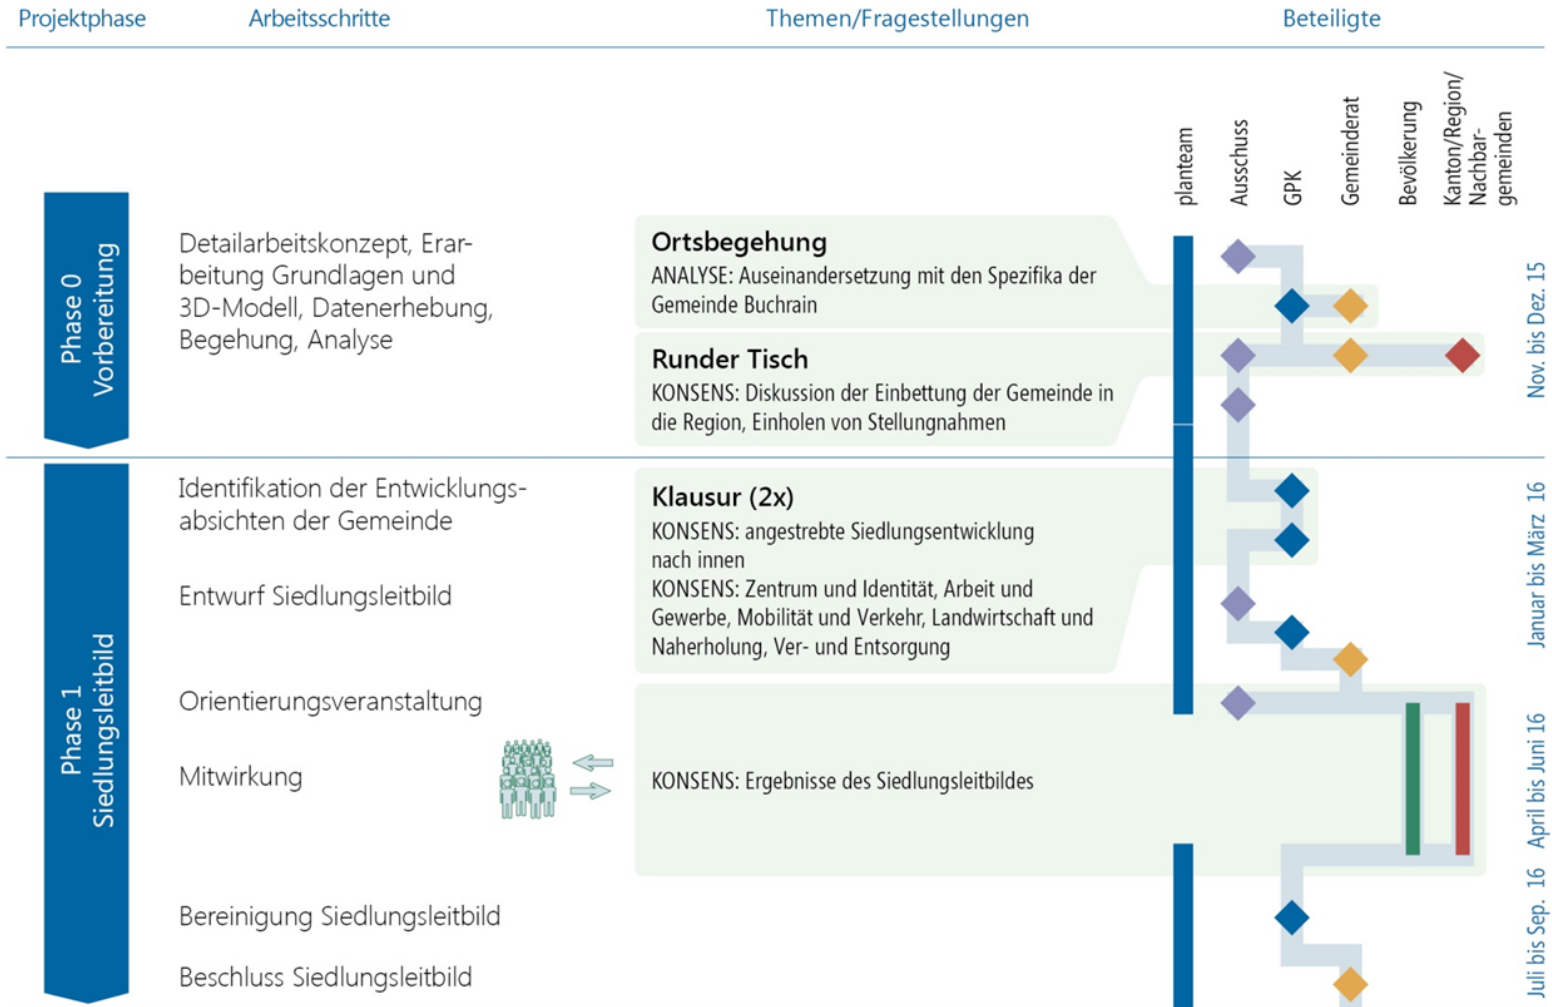 Projektphase
Arbeitsschritte
Themen/Fragestellungen
Beteiligte
planteam
Ausschuss
GPK
Gemeinderat
Bevölkerung
Kanton/Region/
Nachbar-
gemeinden
Phase 0
Vorbereitung
Detailarbeitskonzept, Erar-
beitung Grundlagen und
3D-Modell, Datenerhebung,
Begehung, Analyse
Ortsbegehung
ANALYSE: Auseinandersetzung mit den Spezifika der
Gemeinde Buchrain
Runder Tisch
KONSENS: Diskussion der Einbettung der Gemeinde in
die Region, Einholen von Stellungnahmen
Nov. bis Dez. 15
Phase 1
Siedlungsleitbild
Identifikation der Entwicklungs-
absichten der Gemeinde
Entwurf Siedlungsleitbild
Klausur (2x)
KONSENS: angestrebte Siedlungsentwicklung
nach innen
KONSENS: Zentrum und Identität, Arbeit und
Gewerbe, Mobilität und Verkehr, Landwirtschaft und
Naherholung, Ver- und Entsorgung
Januar bis März 16
Orientierungsveranstaltung
Mitwirkung
KONSENS: Ergebnisse des Siedlungsleitbildes
April bis Juni 16
Bereinigung Siedlungsleitbild
Beschluss Siedlungsleitbild
Juli bis Sep. 16